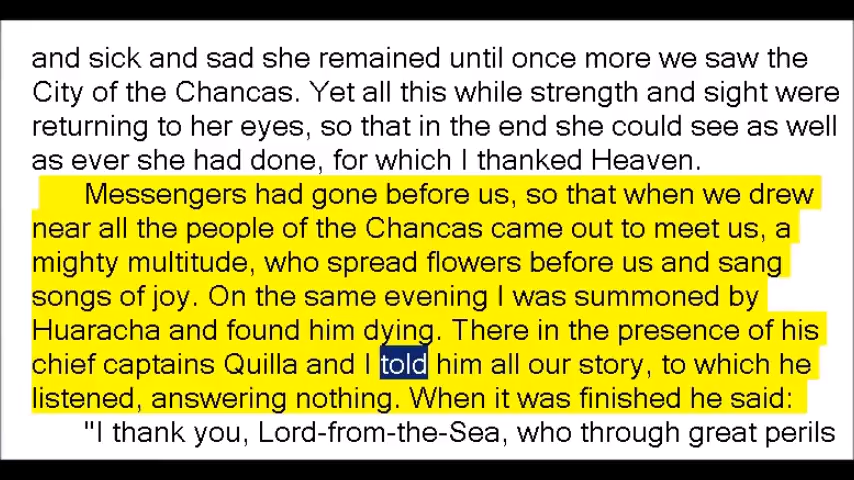 and sick and sad she remained until once more we saw the
City of the Chancas. Yet all this while strength and sight were
returning to her eyes, so that in the end she could see as well
as ever she had done, for which I thanked Heaven.
Messengers had gone before us, so that when we drew
near all the people of the Chancas came out to meet us, a
mighty multitude, who spread flowers before us and sang
songs of joy. On the same evening I was summoned by
Huaracha and found him dying. There in the presence of his
chief captains Quilla and I told him all our story, to which he
listened, answering nothing. When it was finished he said:
"I thank you, Lord-from-the-Sea, who through great perils